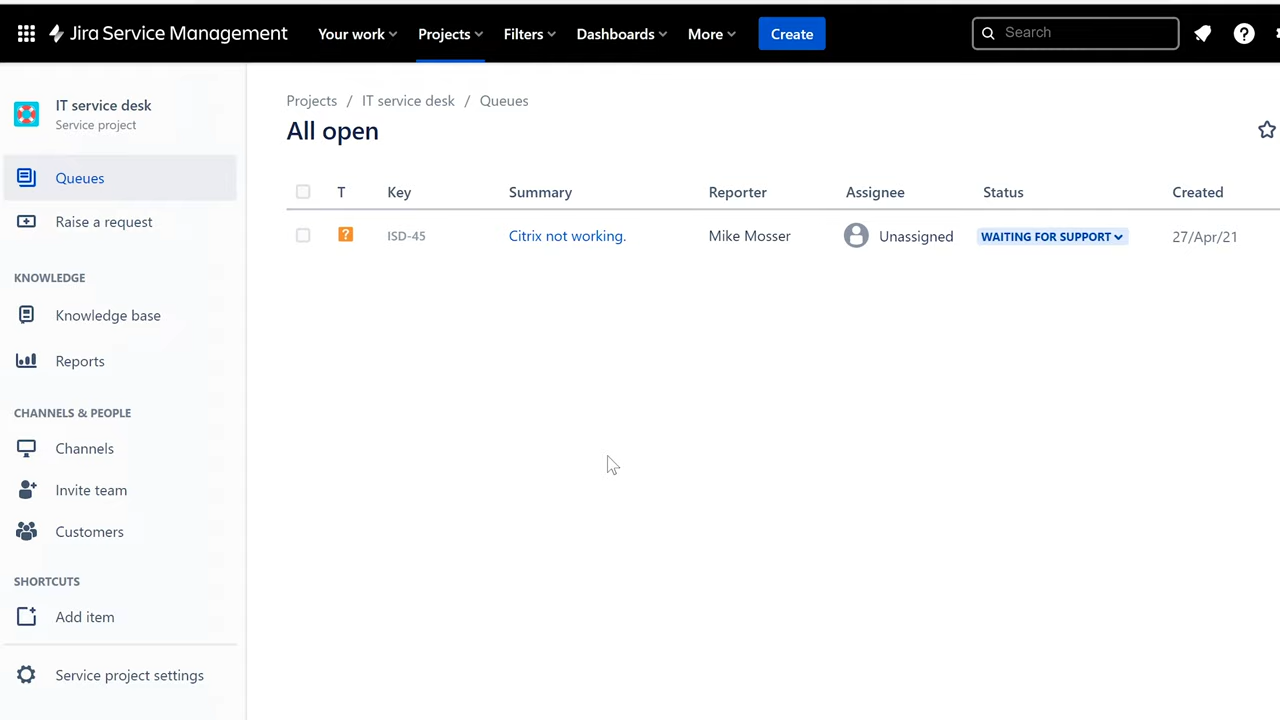 Jira Service Management Your work Projects Filters Dashboards More Create Search ?
IT service desk
Service project
Queues
Raise a request
KNOWLEDGE
Knowledge base
Reports
CHANNELS & PEOPLE
Channels
Invite team
Customers
SHORTCUTS
Add item
Service project settings
Projects / IT service desk / Queues
All open
T Key Summary Reporter Assignee Status Created
? ISD-45 Citrix not working. Mike Mosser Unassigned WAITING FOR SUPPORT 27/Apr/21